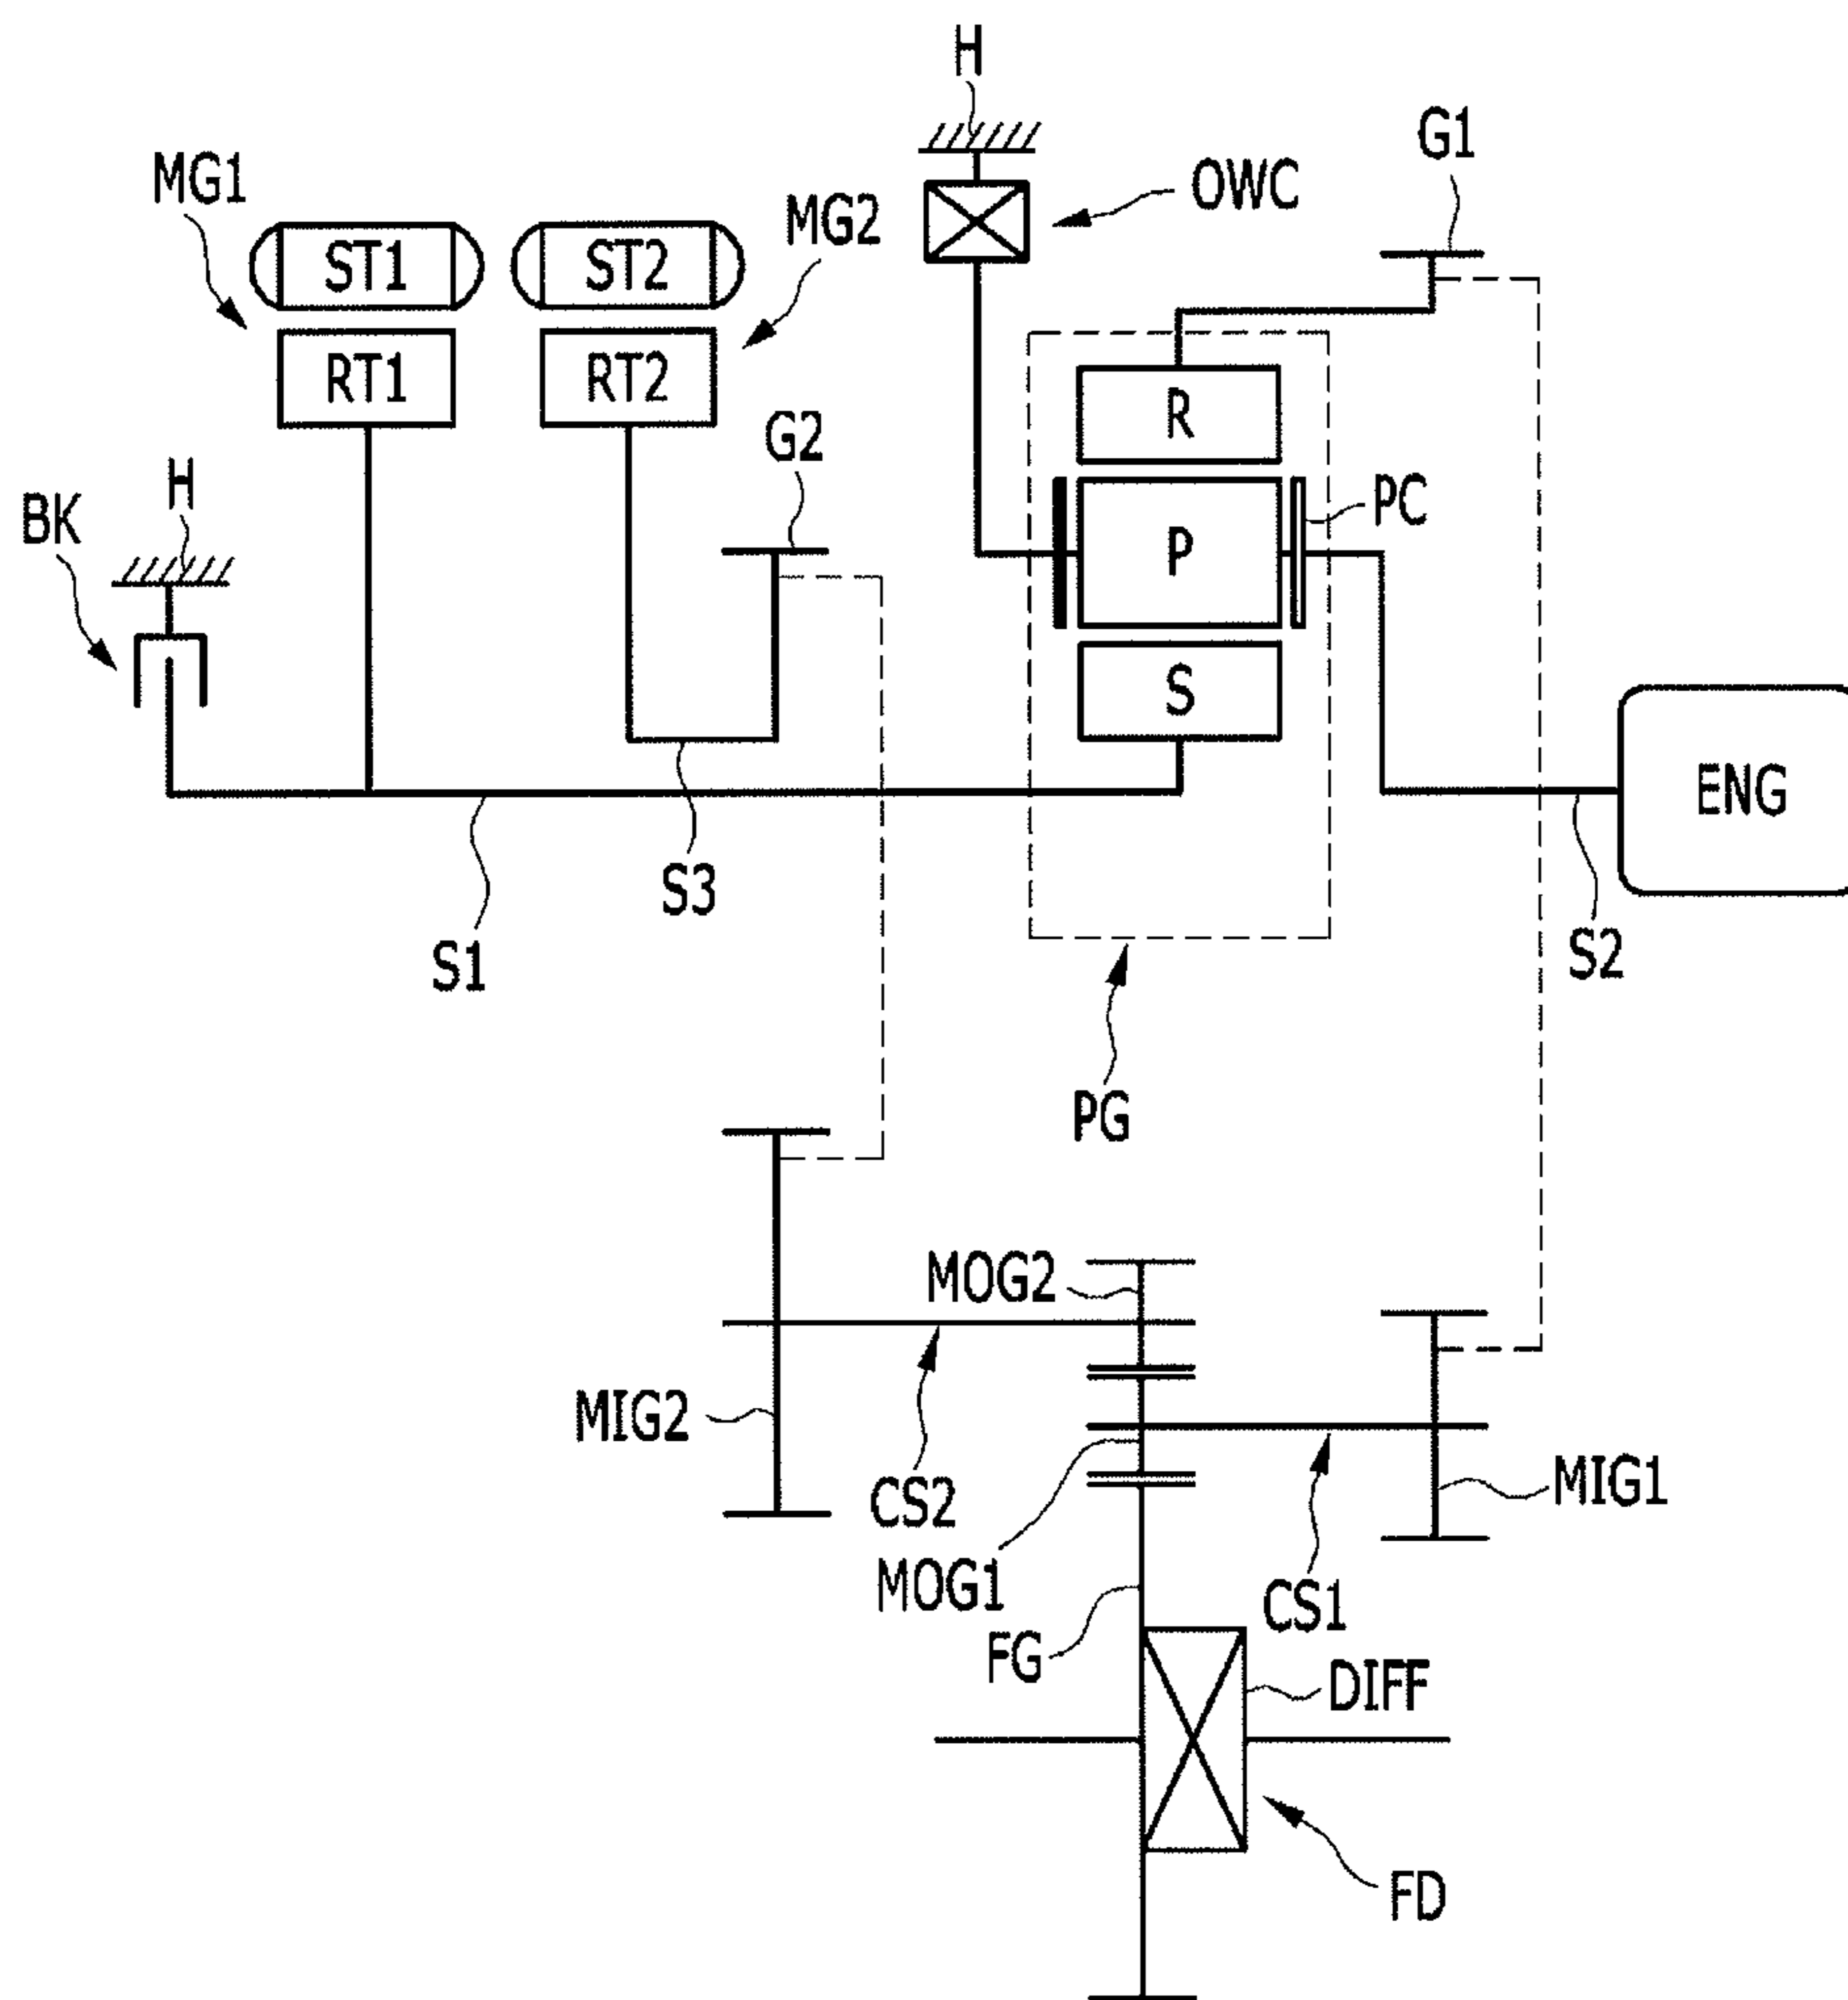 H
G1
MG1
OWC
MG2
ST1
ST2
RT1
RT2
R
G2
H
PC
BK
P
S
ENG
S3
S1
S2
PG
MOG2
MIG2
MIG1
CS2
MOG1
CS1
FG
DIFF
FD